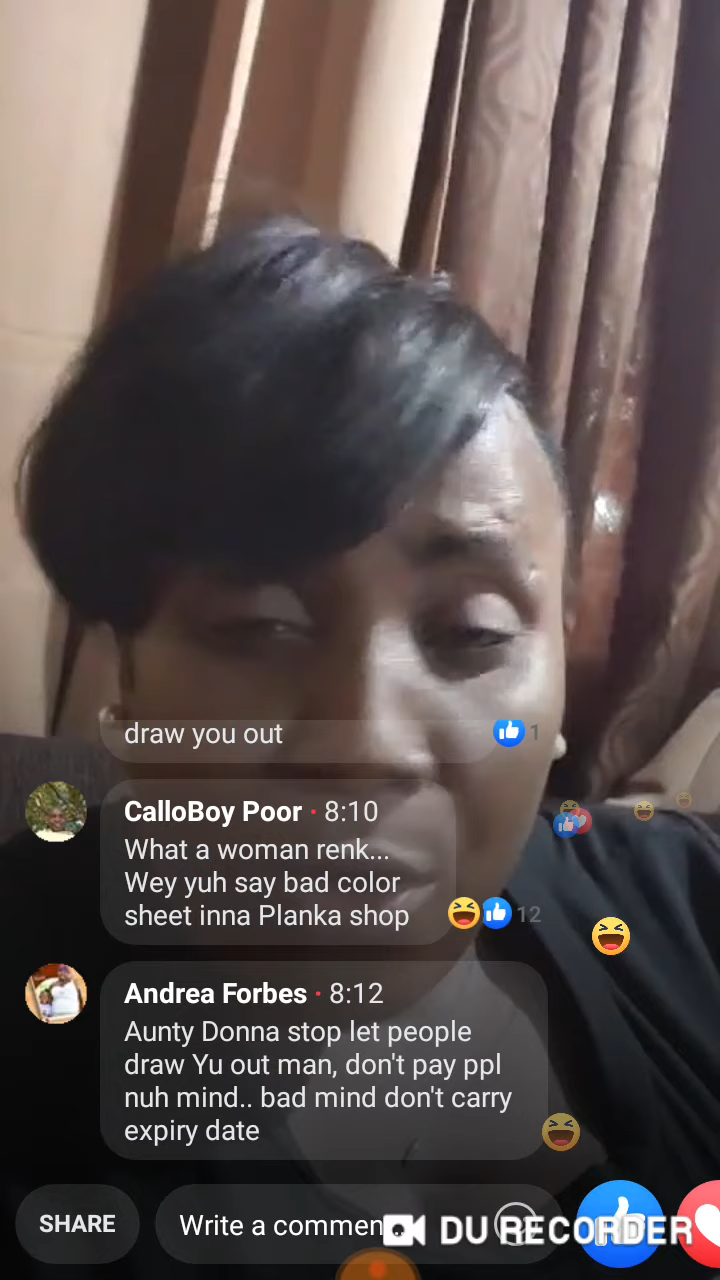 draw you out
1
CalloBoy Poor · 8:10
What a woman renk...
Wey yuh say bad color
sheet inna Planka shop
12
Andrea Forbes · 8:12
Aunty Donna stop let people
draw Yu out man, don't pay ppl
nuh mind.. bad mind don't carry
expiry date
SHARE
Write a commen
DU RECORDER